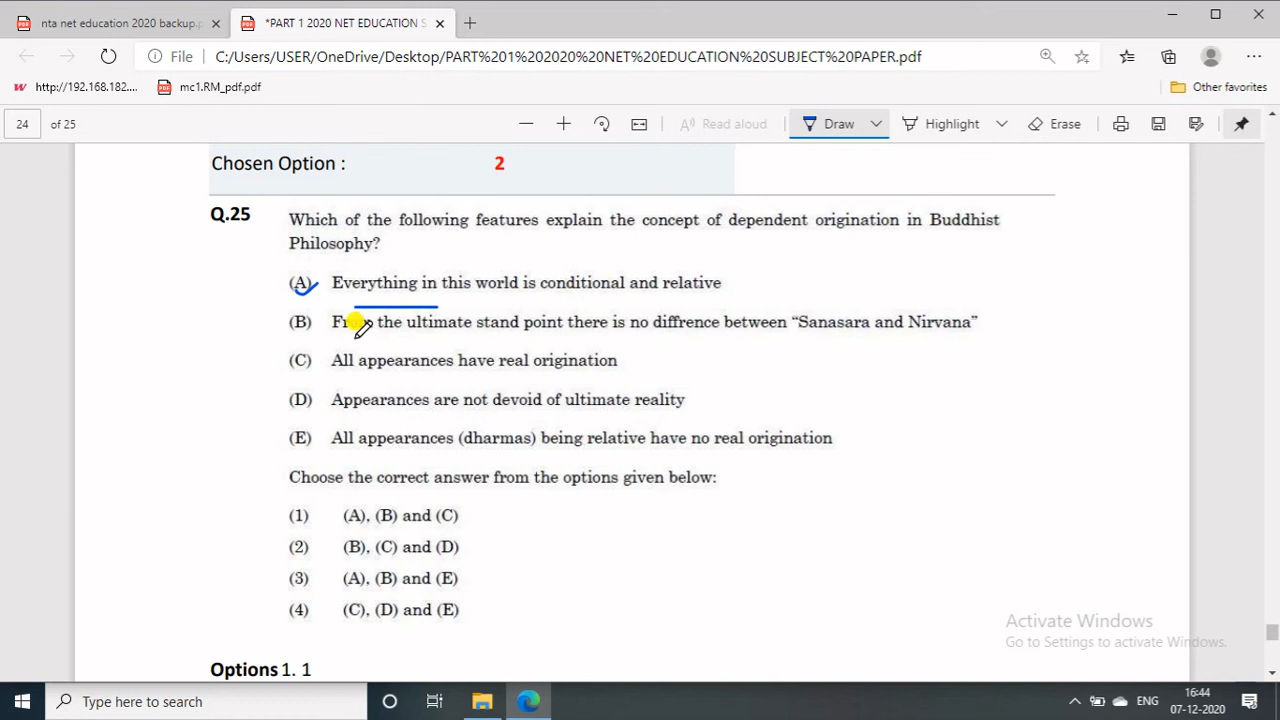 nta net education 2020 backup.p
*PART 1 2020 NET EDUCATION S
File
C:/Users/USER/OneDrive/Desktop/PART%201%202020%20NET%20EDUCATION%20SUBJECT%20PAPER.pdf
http://192.168.182....
mc1.RM_pdf.pdf
Other favorites
24 of 25
Read aloud
Draw
Highlight
Erase
Chosen Option : 2
Q.25 Which of the following features explain the concept of dependent origination in Buddhist
Philosophy?
(A) Everything in this world is conditional and relative
(B) From the ultimate stand point there is no diffrence between “Sanasara and Nirvana”
(C) All appearances have real origination
(D) Appearances are not devoid of ultimate reality
(E) All appearances (dharmas) being relative have no real origination
Choose the correct answer from the options given below:
(1) (A), (B) and (C)
(2) (B), (C) and (D)
(3) (A), (B) and (E)
(4) (C), (D) and (E)
Activate Windows
Go to Settings to activate Windows.
Options 1. 1
Type here to search
ENG
16:44
07-12-2020